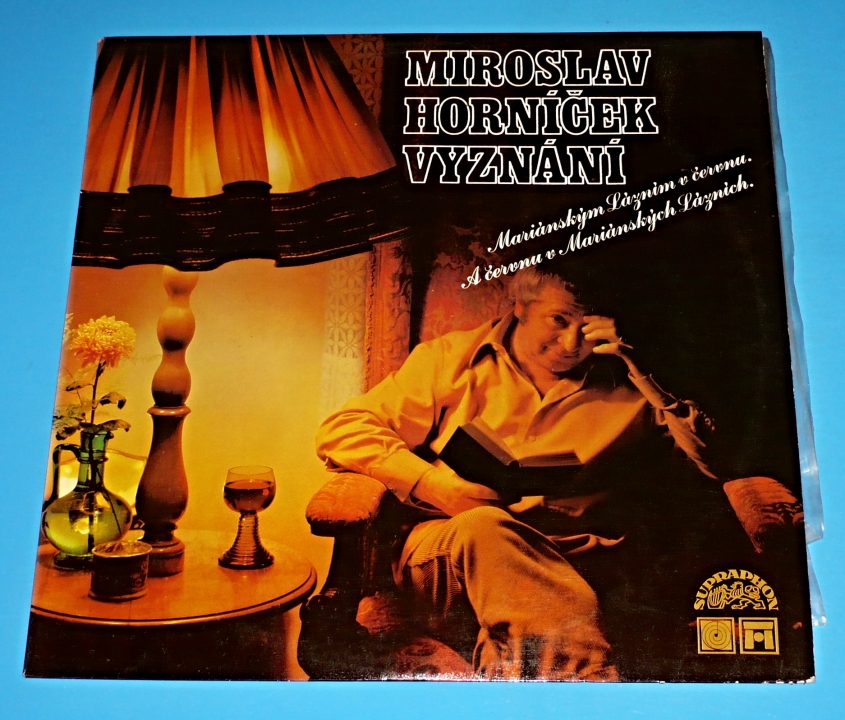 MIROSLAV
HORNÍČEK
VYZNÁNÍ
Mariánským Lázním v červnu.
A červnu v Mariánských Lázních.
SUPRAPHON